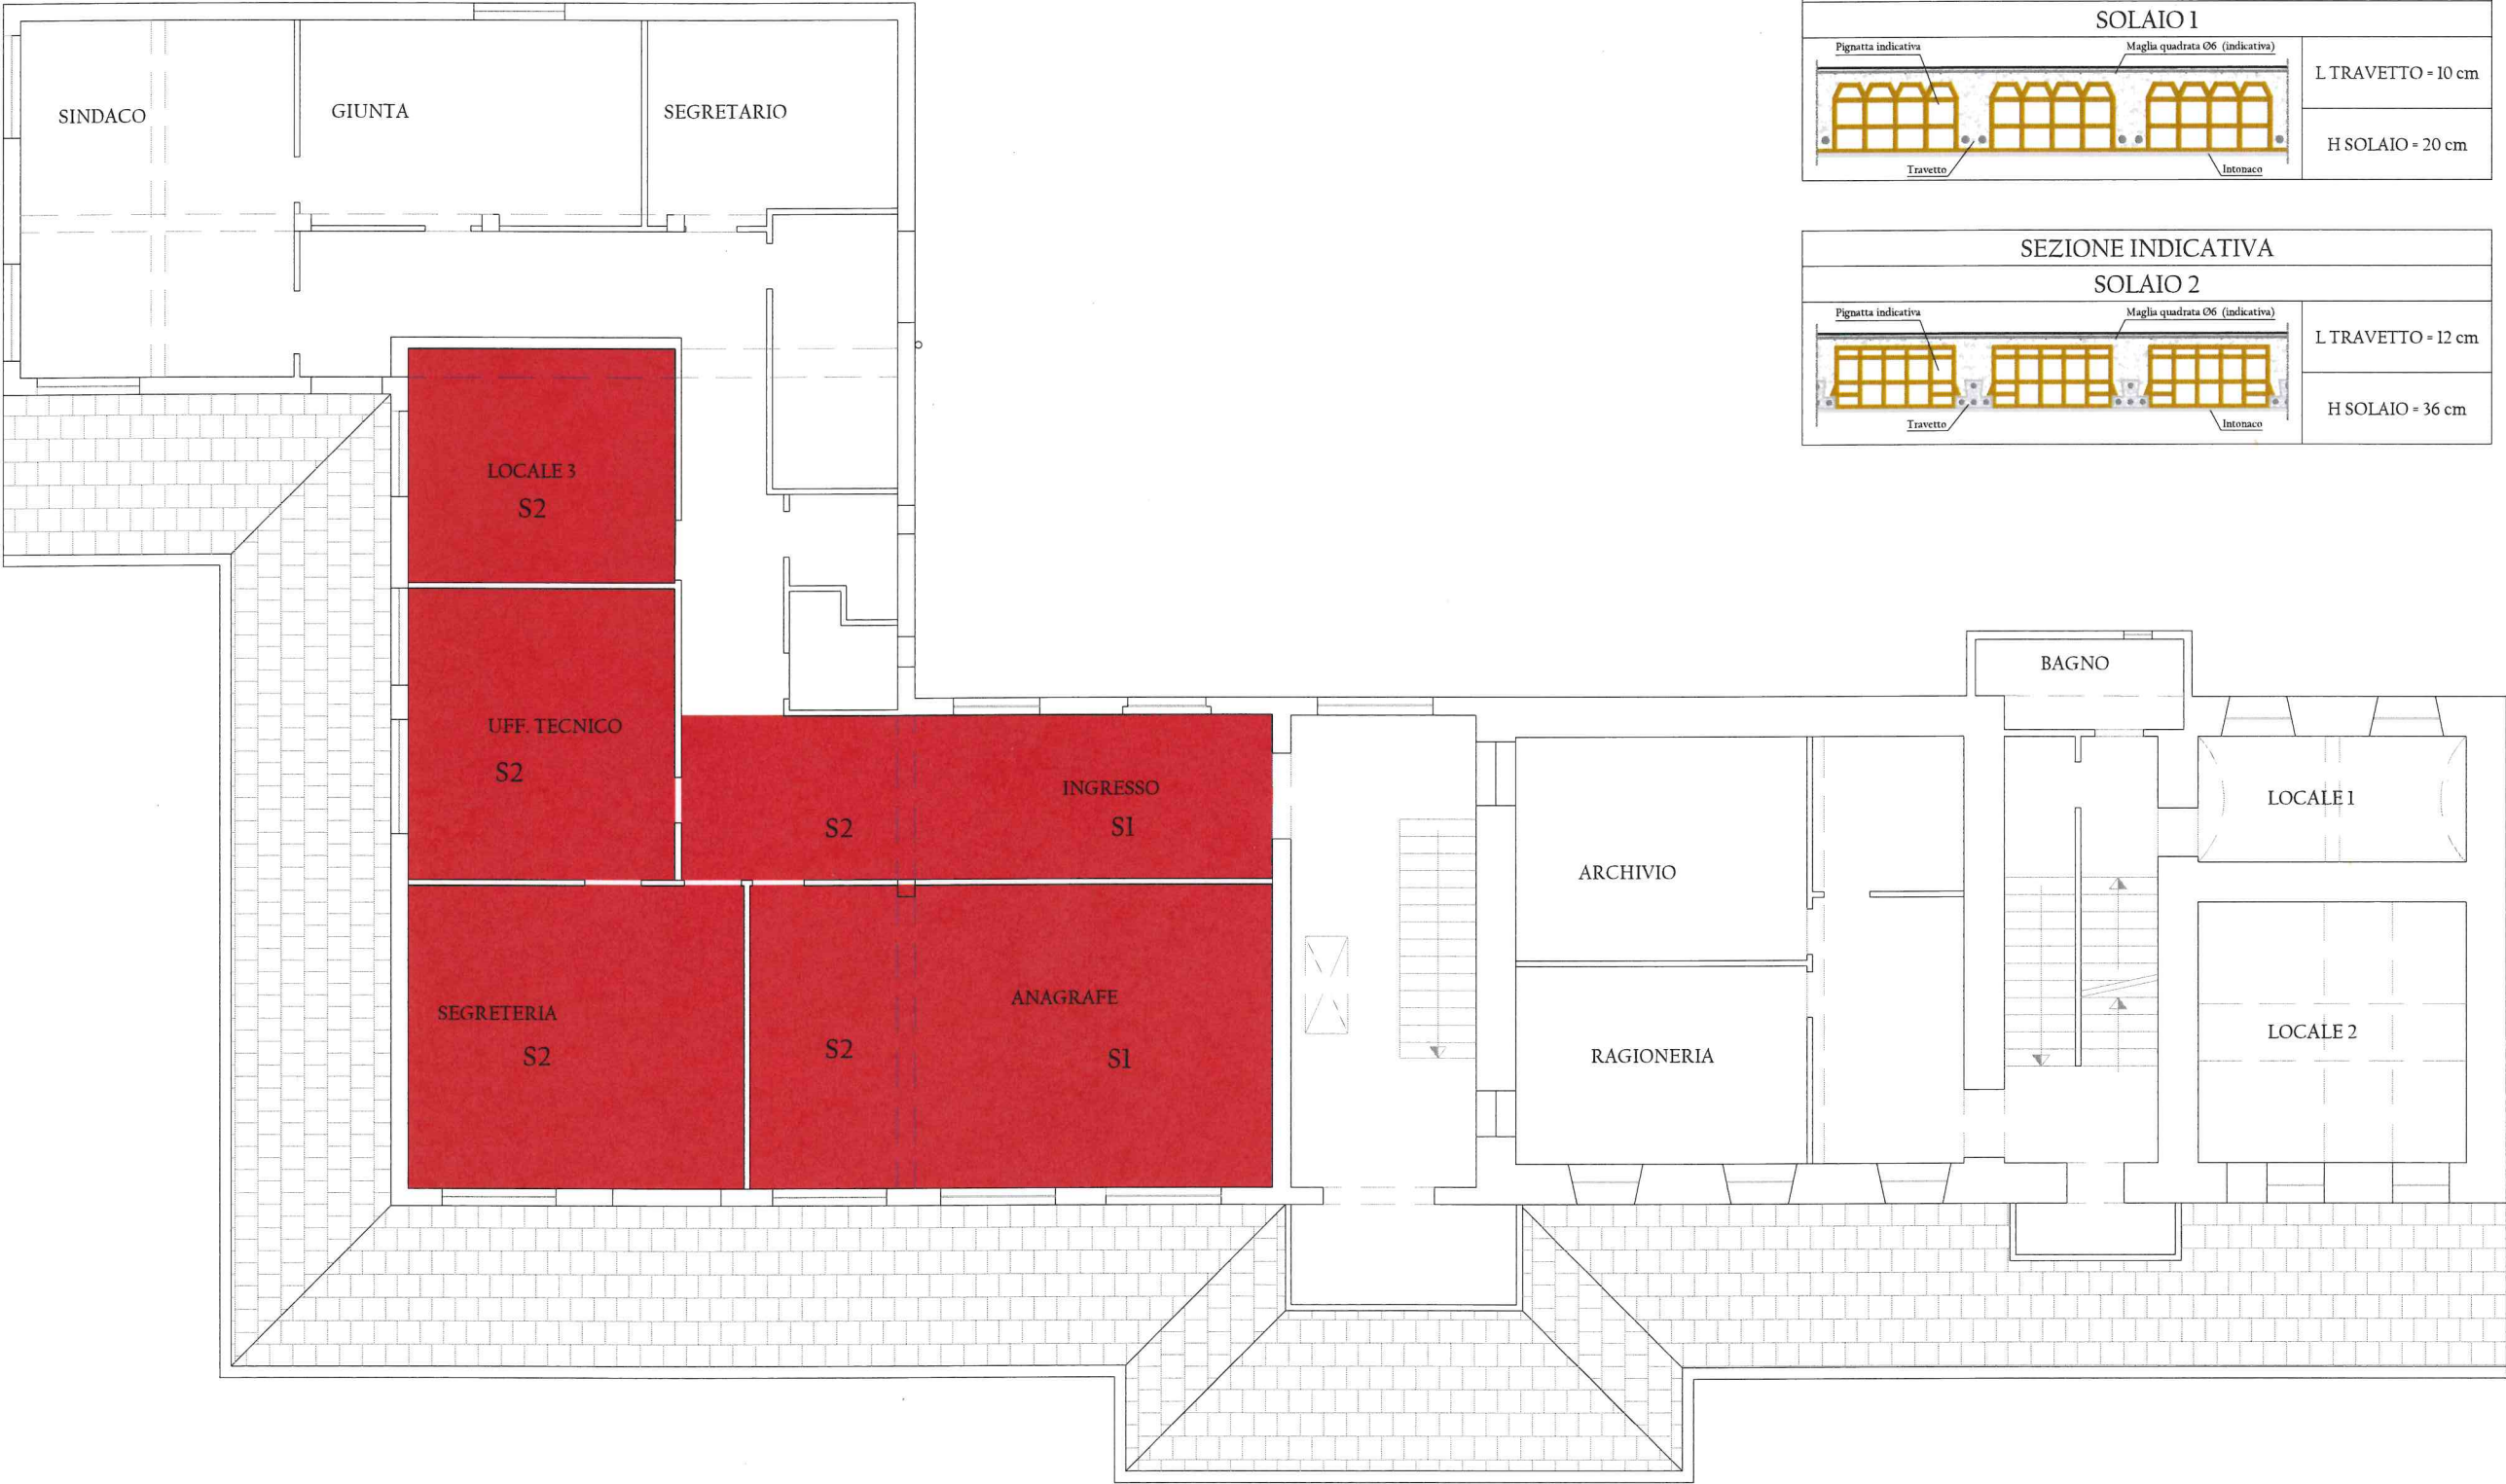 SOLAIO 1
Pignatta indicativa
Maglia quadrata Ø6 (indicativa)
L TRAVETTO = 10 cm
H SOLAIO = 20 cm
Travetto
Intonaco
SEZIONE INDICATIVA
SOLAIO 2
Pignatta indicativa
Maglia quadrata Ø6 (indicativa)
L TRAVETTO = 12 cm
H SOLAIO = 36 cm
Travetto
Intonaco
SINDACO
GIUNTA
SEGRETARIO
LOCALE 3
S2
UFF. TECNICO
S2
INGRESSO
S2
S1
SEGRETERIA
S2
ANAGRAFE
S2
S1
ARCHIVIO
RAGIONERIA
BAGNO
LOCALE 1
LOCALE 2